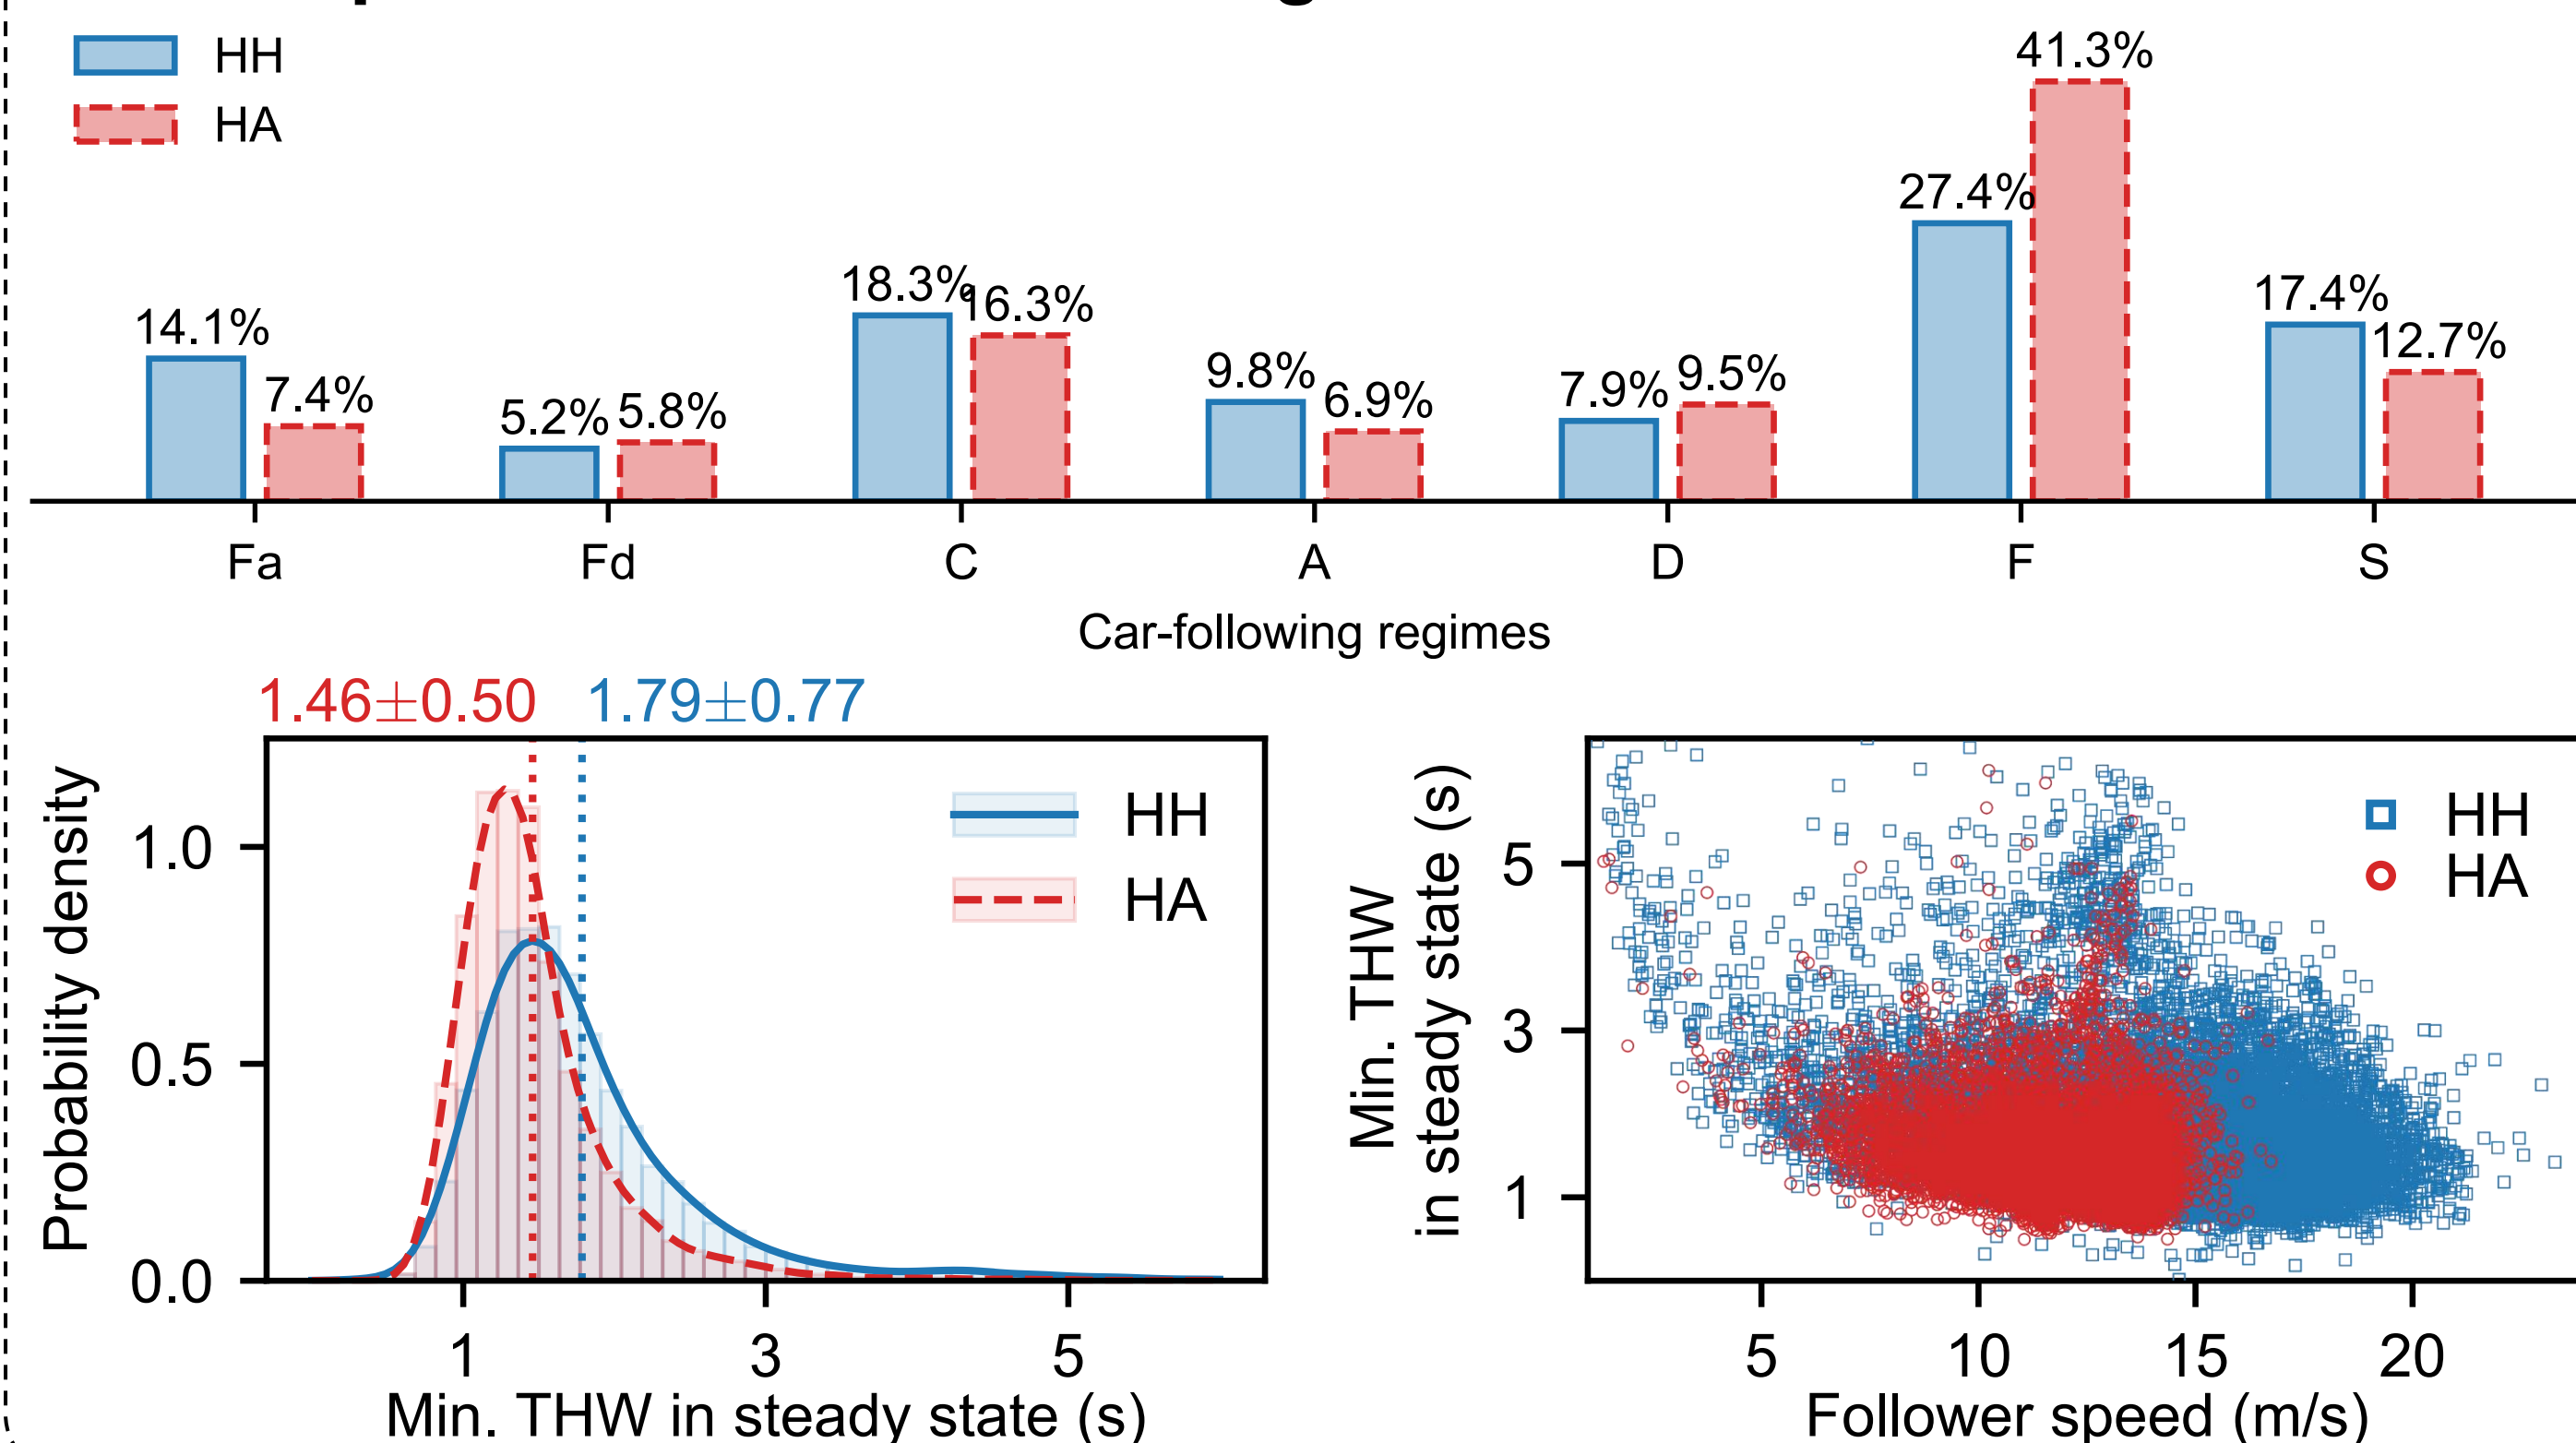 HH
HA
14.1%
7.4%
5.2%
5.8%
18.3%
16.3%
9.8%
6.9%
7.9%
9.5%
27.4%
41.3%
17.4%
12.7%
Fa
Fd
C
A
D
F
S
Car-following regimes
1.46±0.50
1.79±0.77
Probability density
1.0
0.5
0.0
HH
HA
1
3
5
Min. THW in steady state (s)
Min. THW
in steady state (s)
5
3
1
HH
HA
5
10
15
20
Follower speed (m/s)